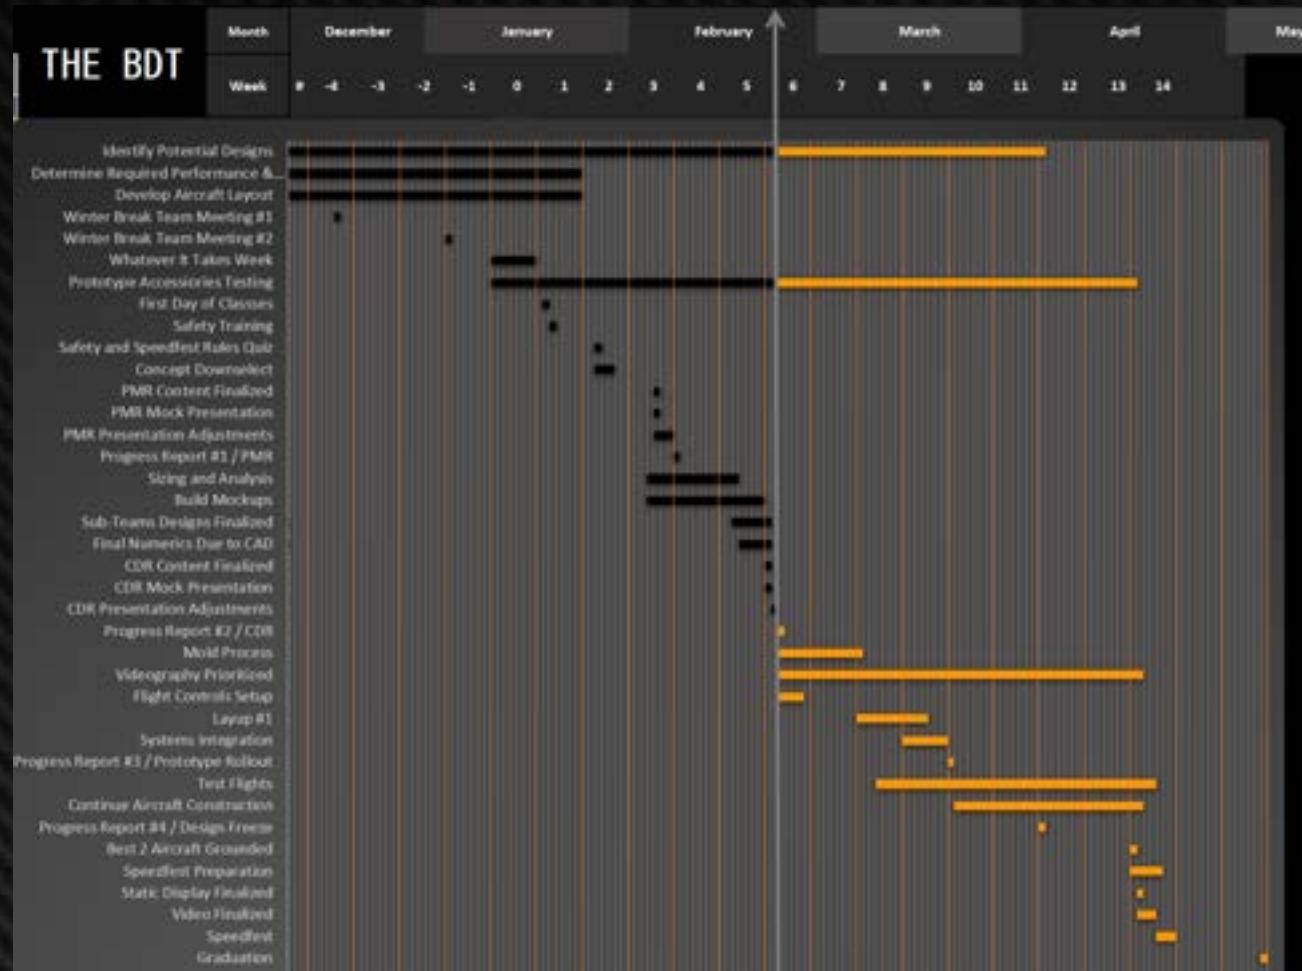 THE BDT
Month December January February March April May
Week # -4 -3 -2 -1 0 1 2 3 4 5 6 7 8 9 10 11 12 13 14
Identify Potential Designs
Determine Required Performance &...
Develop Aircraft Layout
Winter Break Team Meeting #1
Winter Break Team Meeting #2
Whatever It Takes Week
Prototype Accessiories Testing
First Day of Classses
Safety Training
Safety and Speedfest Rules Quiz
Concept Downselect
PMR Content Finalized
PMR Mock Presentation
PMR Presentation Adjustments
Progress Report #1 / PMR
Sizing and Analysis
Build Mockups
Sub-Teams Designs Finalized
Final Numerics Due to CAD
CDR Content Finalized
CDR Mock Presentation
CDR Presentation Adjustments
Progress Report #2 / CDR
Mold Process
Videography Prioritized
Flight Controls Setup
Layup #1
Systems Integration
Progress Report #3 / Prototype Rollout
Test Flights
Continue Aircraft Construction
Progress Report #4 / Design Freeze
Best 2 Aircraft Grounded
Speedfest Preparation
Static Display Finalized
Video Finalized
Speedfest
Graduation